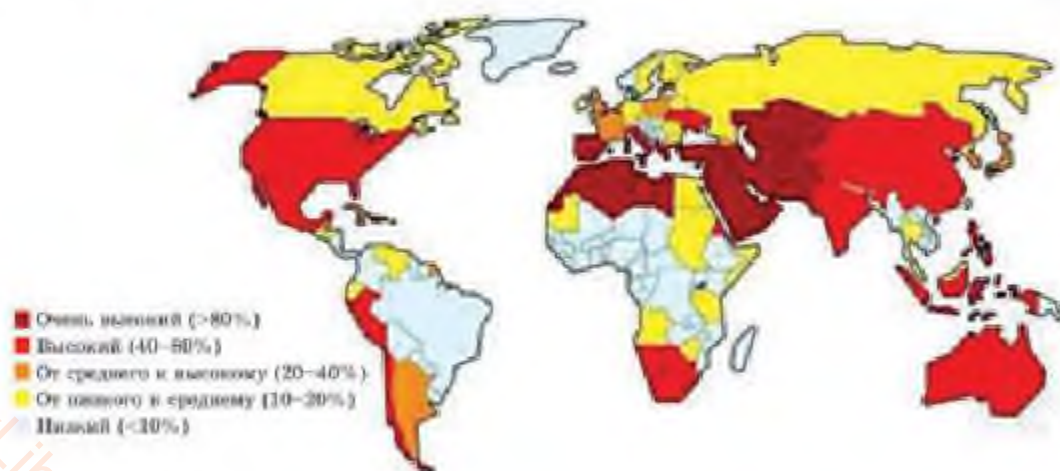 Очень высокий (>80%)
Высокий (40–80%)
От среднего к высокому (20–40%)
От низкого к среднему (10–20%)
Низкий (<10%)